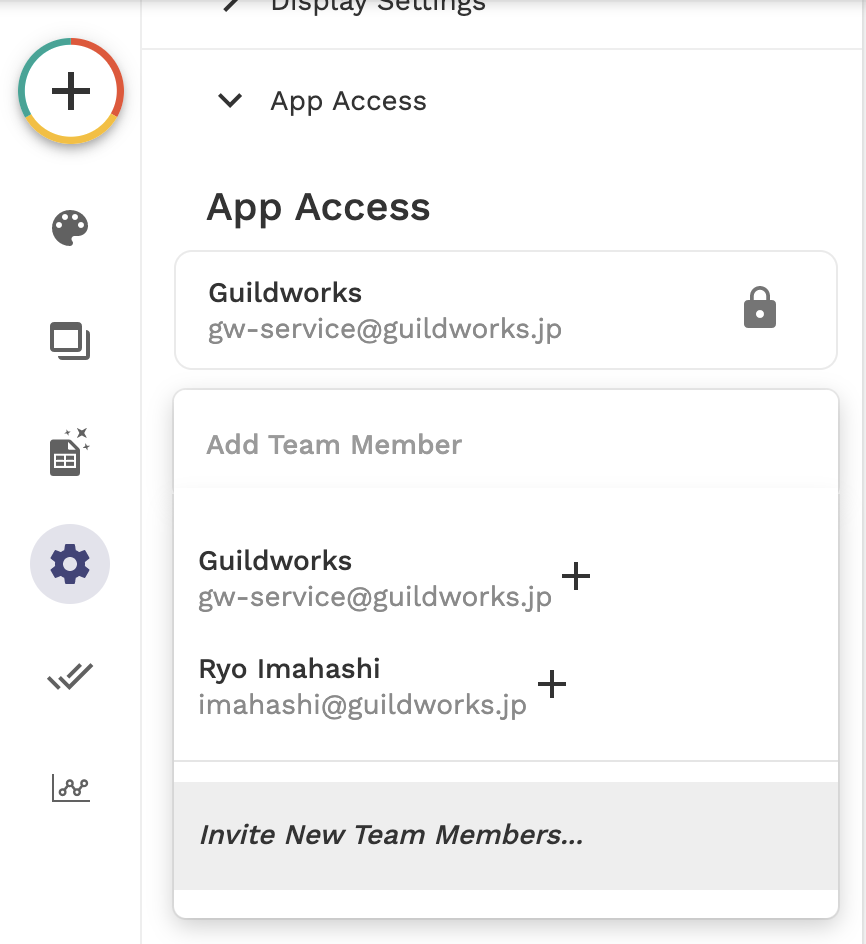 Display Settings
App Access
App Access
Guildworks
gw-service@guildworks.jp
Add Team Member
Guildworks
gw-service@guildworks.jp
Ryo Imahashi
imahashi@guildworks.jp
Invite New Team Members...